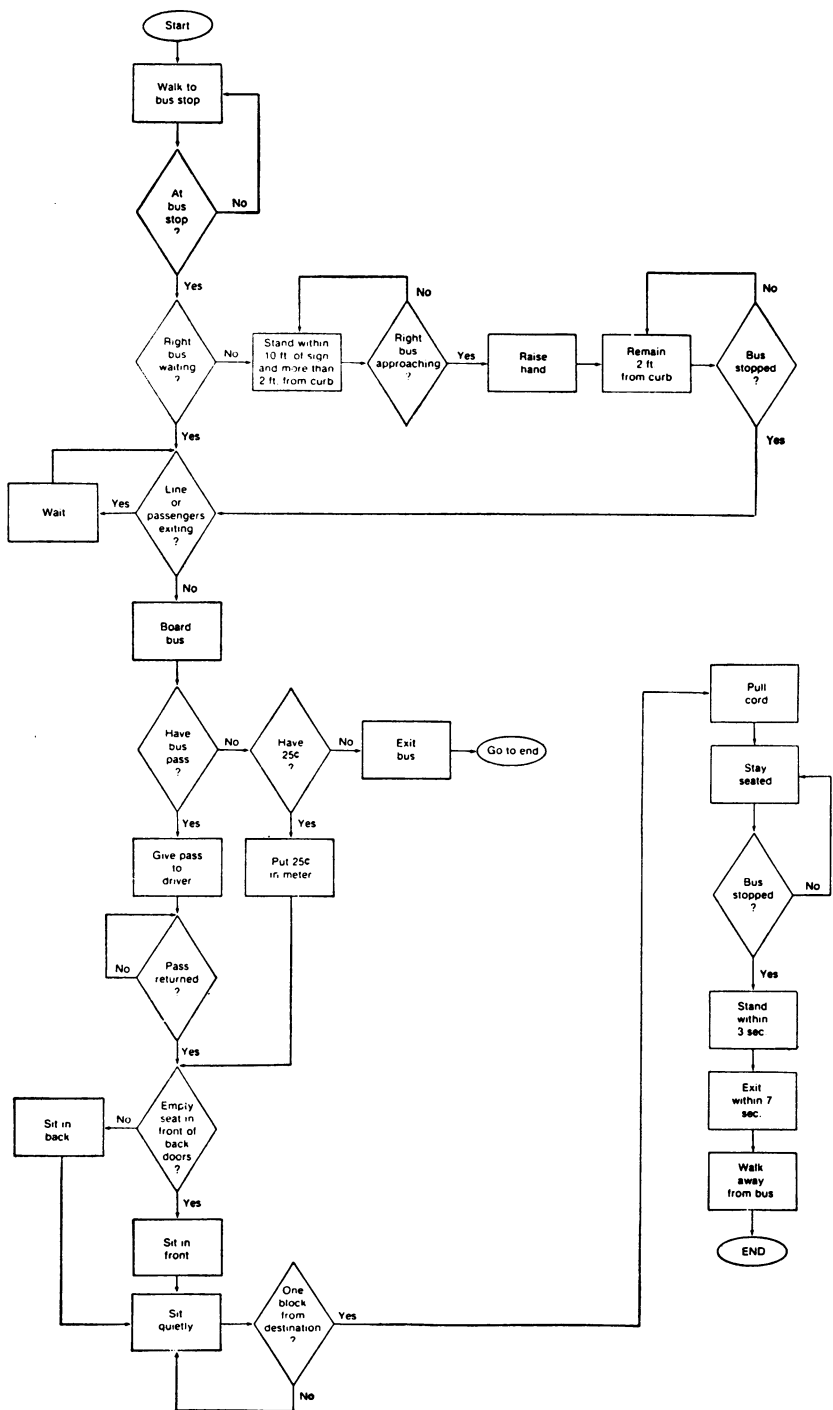 Start
Walk to
bus stop
At
bus
stop
?
No
Yes
Right
bus
waiting
?
No
Stand within
10 ft. of sign
and more than
2 ft. from curb
No
Right
bus
approaching
?
Yes
Raise
hand
Remain
2 ft
from curb
No
Bus
stopped
?
Yes
Yes
Line
or
passengers
exiting
?
Yes
Wait
No
Board
bus
Have
bus
pass
?
No
Have
25¢
?
No
Exit
bus
Go to end
Yes
Give pass
to
driver
Yes
Put 25¢
in meter
Pass
returned
?
No
Yes
Empty
seat in
front of
back
doors
?
No
Sit in
back
Yes
Sit in
front
Sit
quietly
One
block
from
destination
?
No
Yes
Pull
cord
Stay
seated
Bus
stopped
?
No
Yes
Stand
within
3 sec
Exit
within 7
sec.
Walk
away
from bus
END